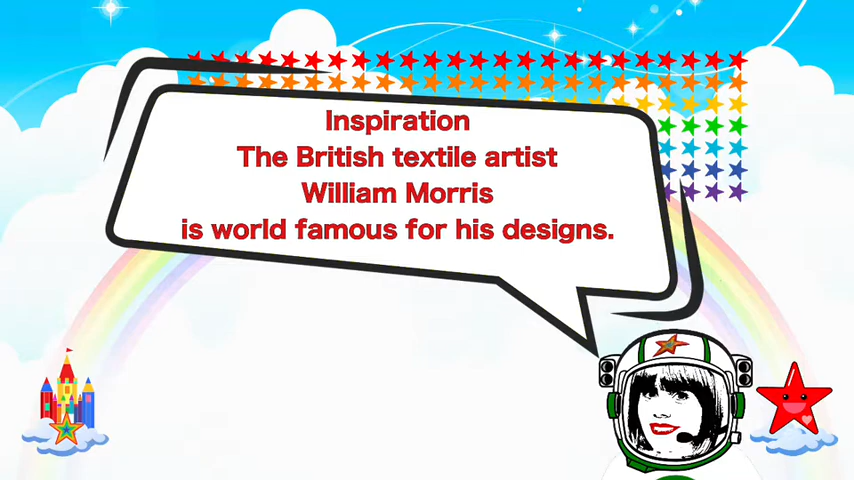 Inspiration
The British textile artist
William Morris
is world famous for his designs.